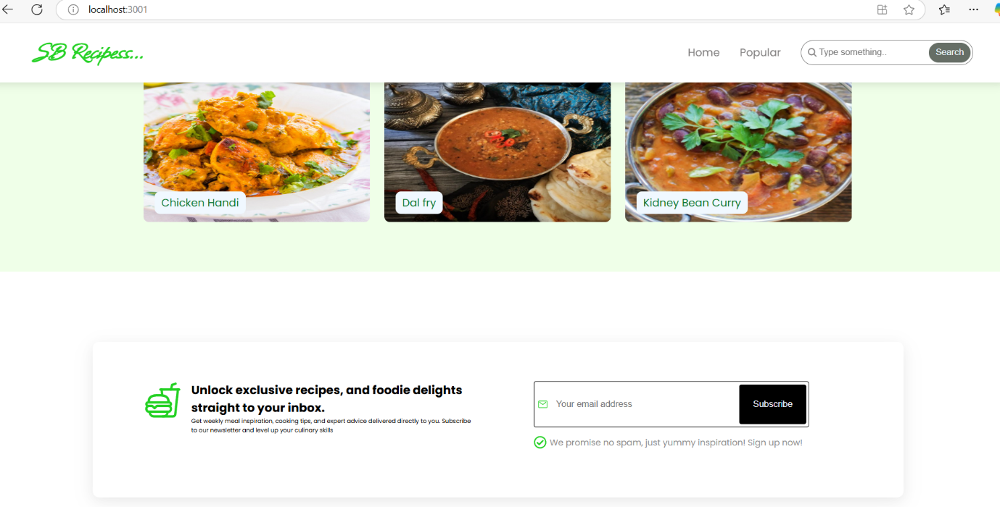 localhost:3001
SB Recipess...
Home
Popular
Type something..
Search
Chicken Handi
Dal fry
Kidney Bean Curry
Unlock exclusive recipes, and foodie delights
straight to your inbox.
Get weekly meal inspiration, cooking tips, and expert advice delivered directly to you. Subscribe
to our newsletter and level up your culinary skills
Your email address
Subscribe
We promise no spam, just yummy inspiration! Sign up now!